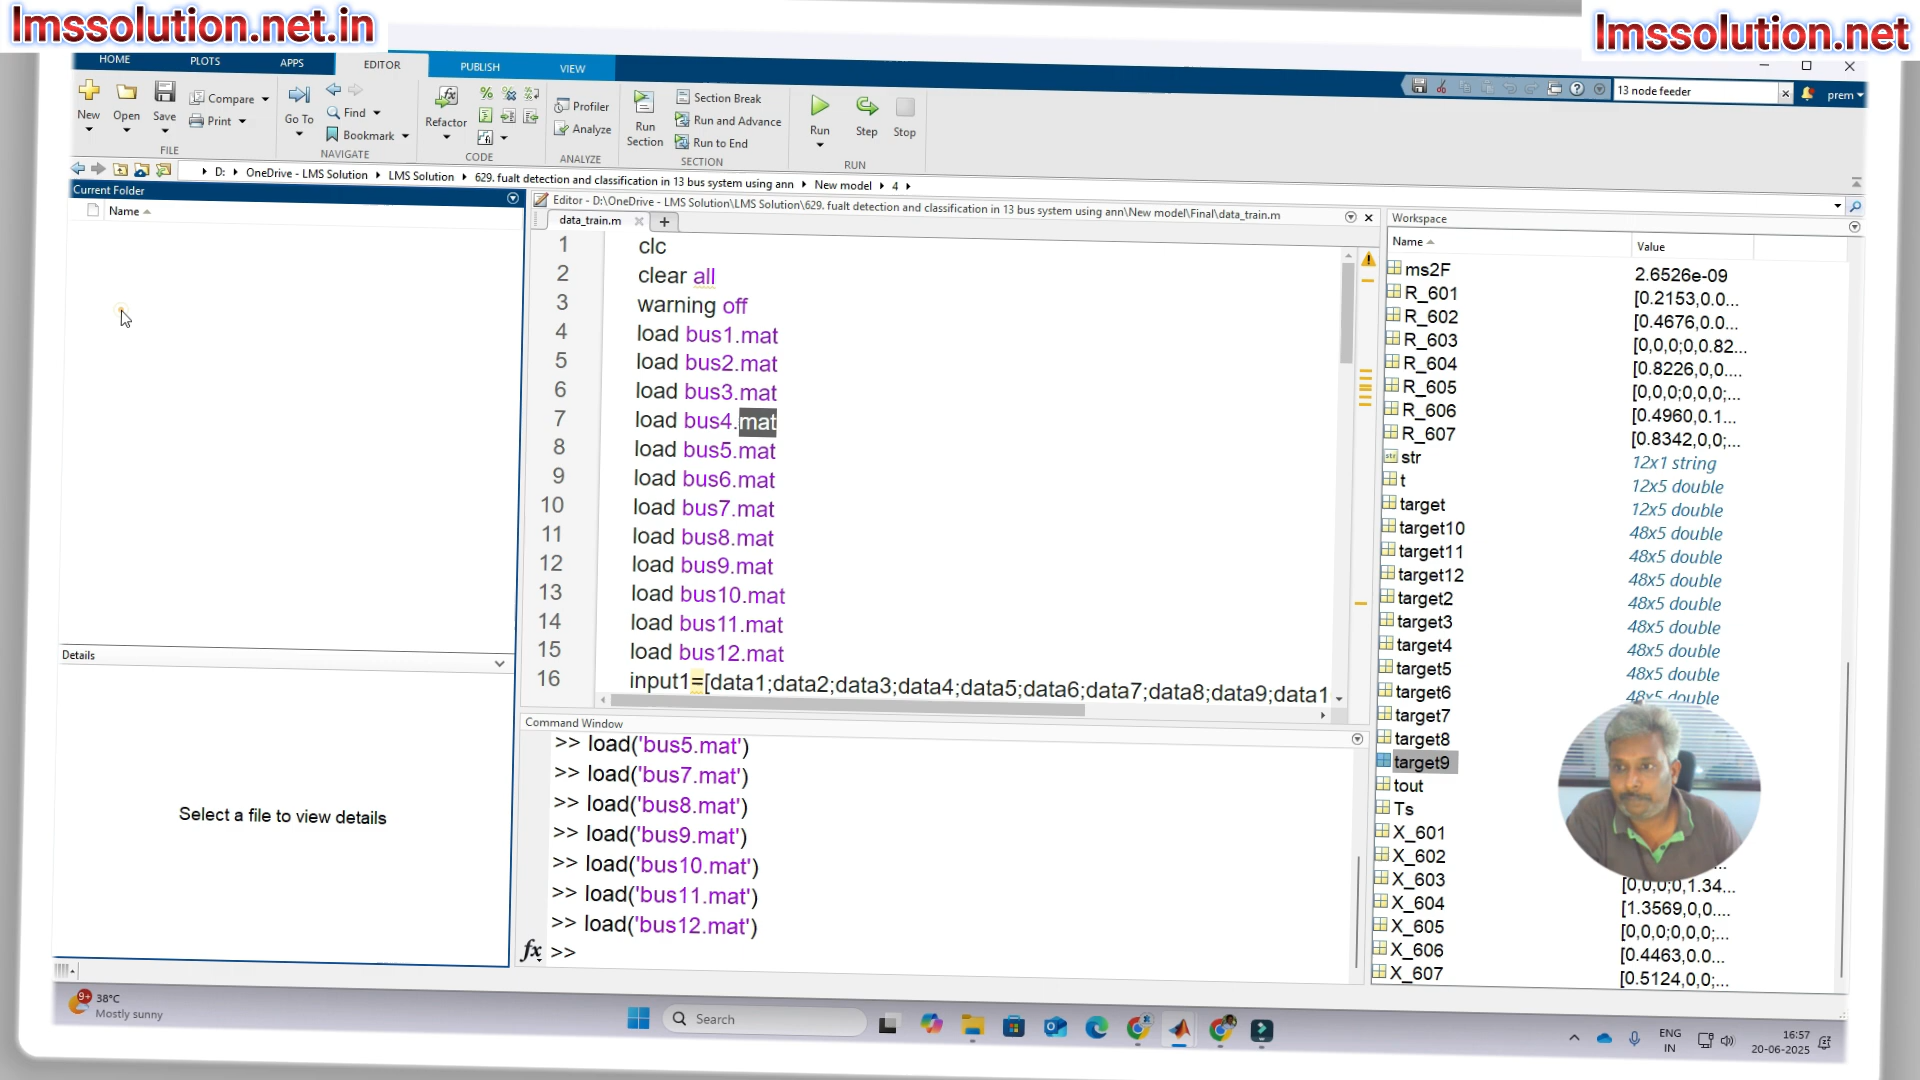 lmssolution.net.in
lmssolution.net
HOME
PLOTS
APPS
EDITOR
PUBLISH
VIEW
13 node feeder
prem
New
Open
Save
Compare
Print
FILE
Go To
Find
Bookmark
NAVIGATE
Refactor
CODE
Profiler
Analyze
ANALYZE
Run Section
Section Break
Run and Advance
Run to End
SECTION
Run
Step
Stop
RUN
D: OneDrive - LMS Solution LMS Solution 629. fualt detection and classification in 13 bus system using ann New model 4
Current Folder
Name
Details
Select a file to view details
Editor - D:\OneDrive - LMS Solution\LMS Solution\629. fualt detection and classification in 13 bus system using ann\New model\Final\data_train.m
data_train.m
1 clc
2 clear all
3 warning off
4 load bus1.mat
5 load bus2.mat
6 load bus3.mat
7 load bus4.mat
8 load bus5.mat
9 load bus6.mat
10 load bus7.mat
11 load bus8.mat
12 load bus9.mat
13 load bus10.mat
14 load bus11.mat
15 load bus12.mat
16 input1=[data1;data2;data3;data4;data5;data6;data7;data8;data9;data1
Command Window
>> load('bus5.mat')
>> load('bus7.mat')
>> load('bus8.mat')
>> load('bus9.mat')
>> load('bus10.mat')
>> load('bus11.mat')
>> load('bus12.mat')
fx >>
Workspace
Name Value
ms2F 2.6526e-09
R_601 [0.2153,0.0...
R_602 [0.4676,0.0...
R_603 [0,0,0;0,0.82...
R_604 [0.8226,0,0....
R_605 [0,0,0;0,0,0;...
R_606 [0.4960,0.1...
R_607 [0.8342,0,0;...
str 12x1 string
t 12x5 double
target 12x5 double
target10 48x5 double
target11 48x5 double
target12 48x5 double
target2 48x5 double
target3 48x5 double
target4 48x5 double
target5 48x5 double
target6 48x5 double
target7
target8
target9
tout
Ts
X_601
X_602
X_603 [0,0,0;0,1.34...
X_604 [1.3569,0,0....
X_605 [0,0,0;0,0,0;...
X_606 [0.4463,0.0...
X_607 [0.5124,0,0;...
9+
38°C
Mostly sunny
Search
ENG
IN
16:57
20-06-2025